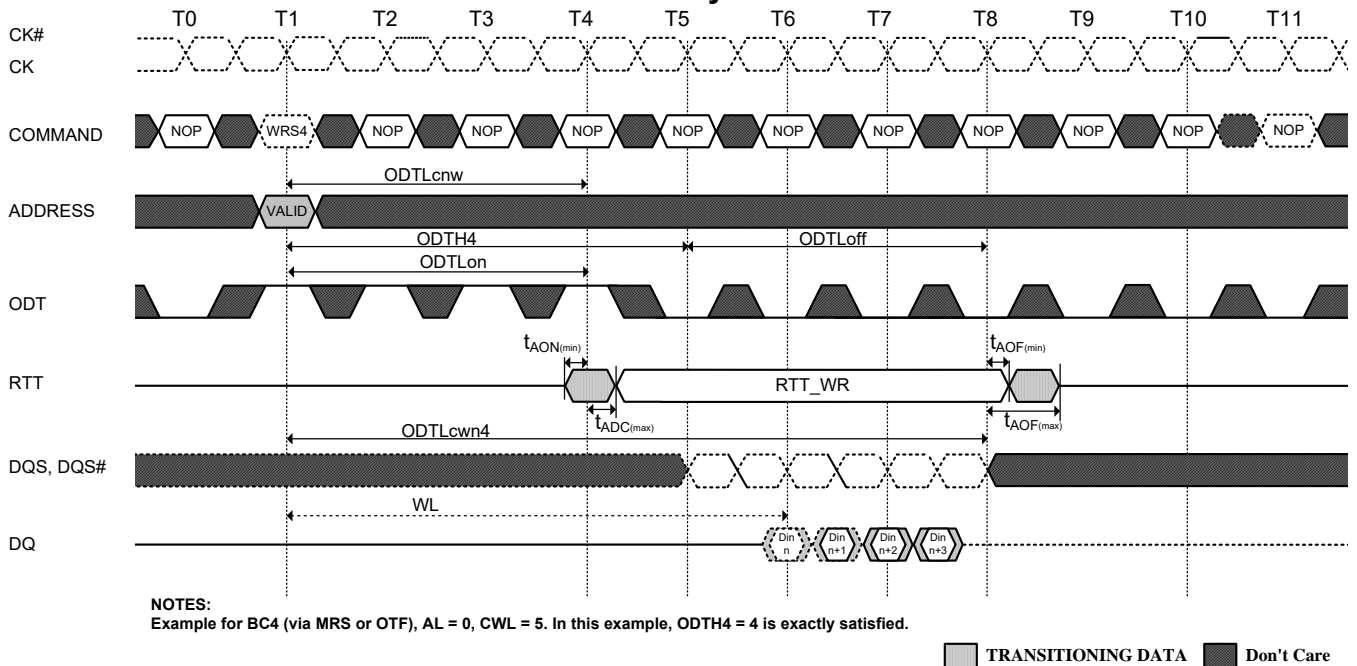 T0 T1 T2 T3 T4 T5 T6 T7 T8 T9 T10 T11
CK#
CK
COMMAND NOP WRS4 NOP NOP NOP NOP NOP NOP NOP NOP NOP NOP
ODTLcnw
ADDRESS VALID
ODTH4 ODTLoff
ODTLon
ODT
tAON(min) tAOF(min)
RTT RTT_WR
tADC(max) tAOF(max)
ODTLcwn4
DQS, DQS#
WL
DQ Din n Din n+1 Din n+2 Din n+3
NOTES:
Example for BC4 (via MRS or OTF), AL = 0, CWL = 5. In this example, ODTH4 = 4 is exactly satisfied.
TRANSITIONING DATA Don't Care